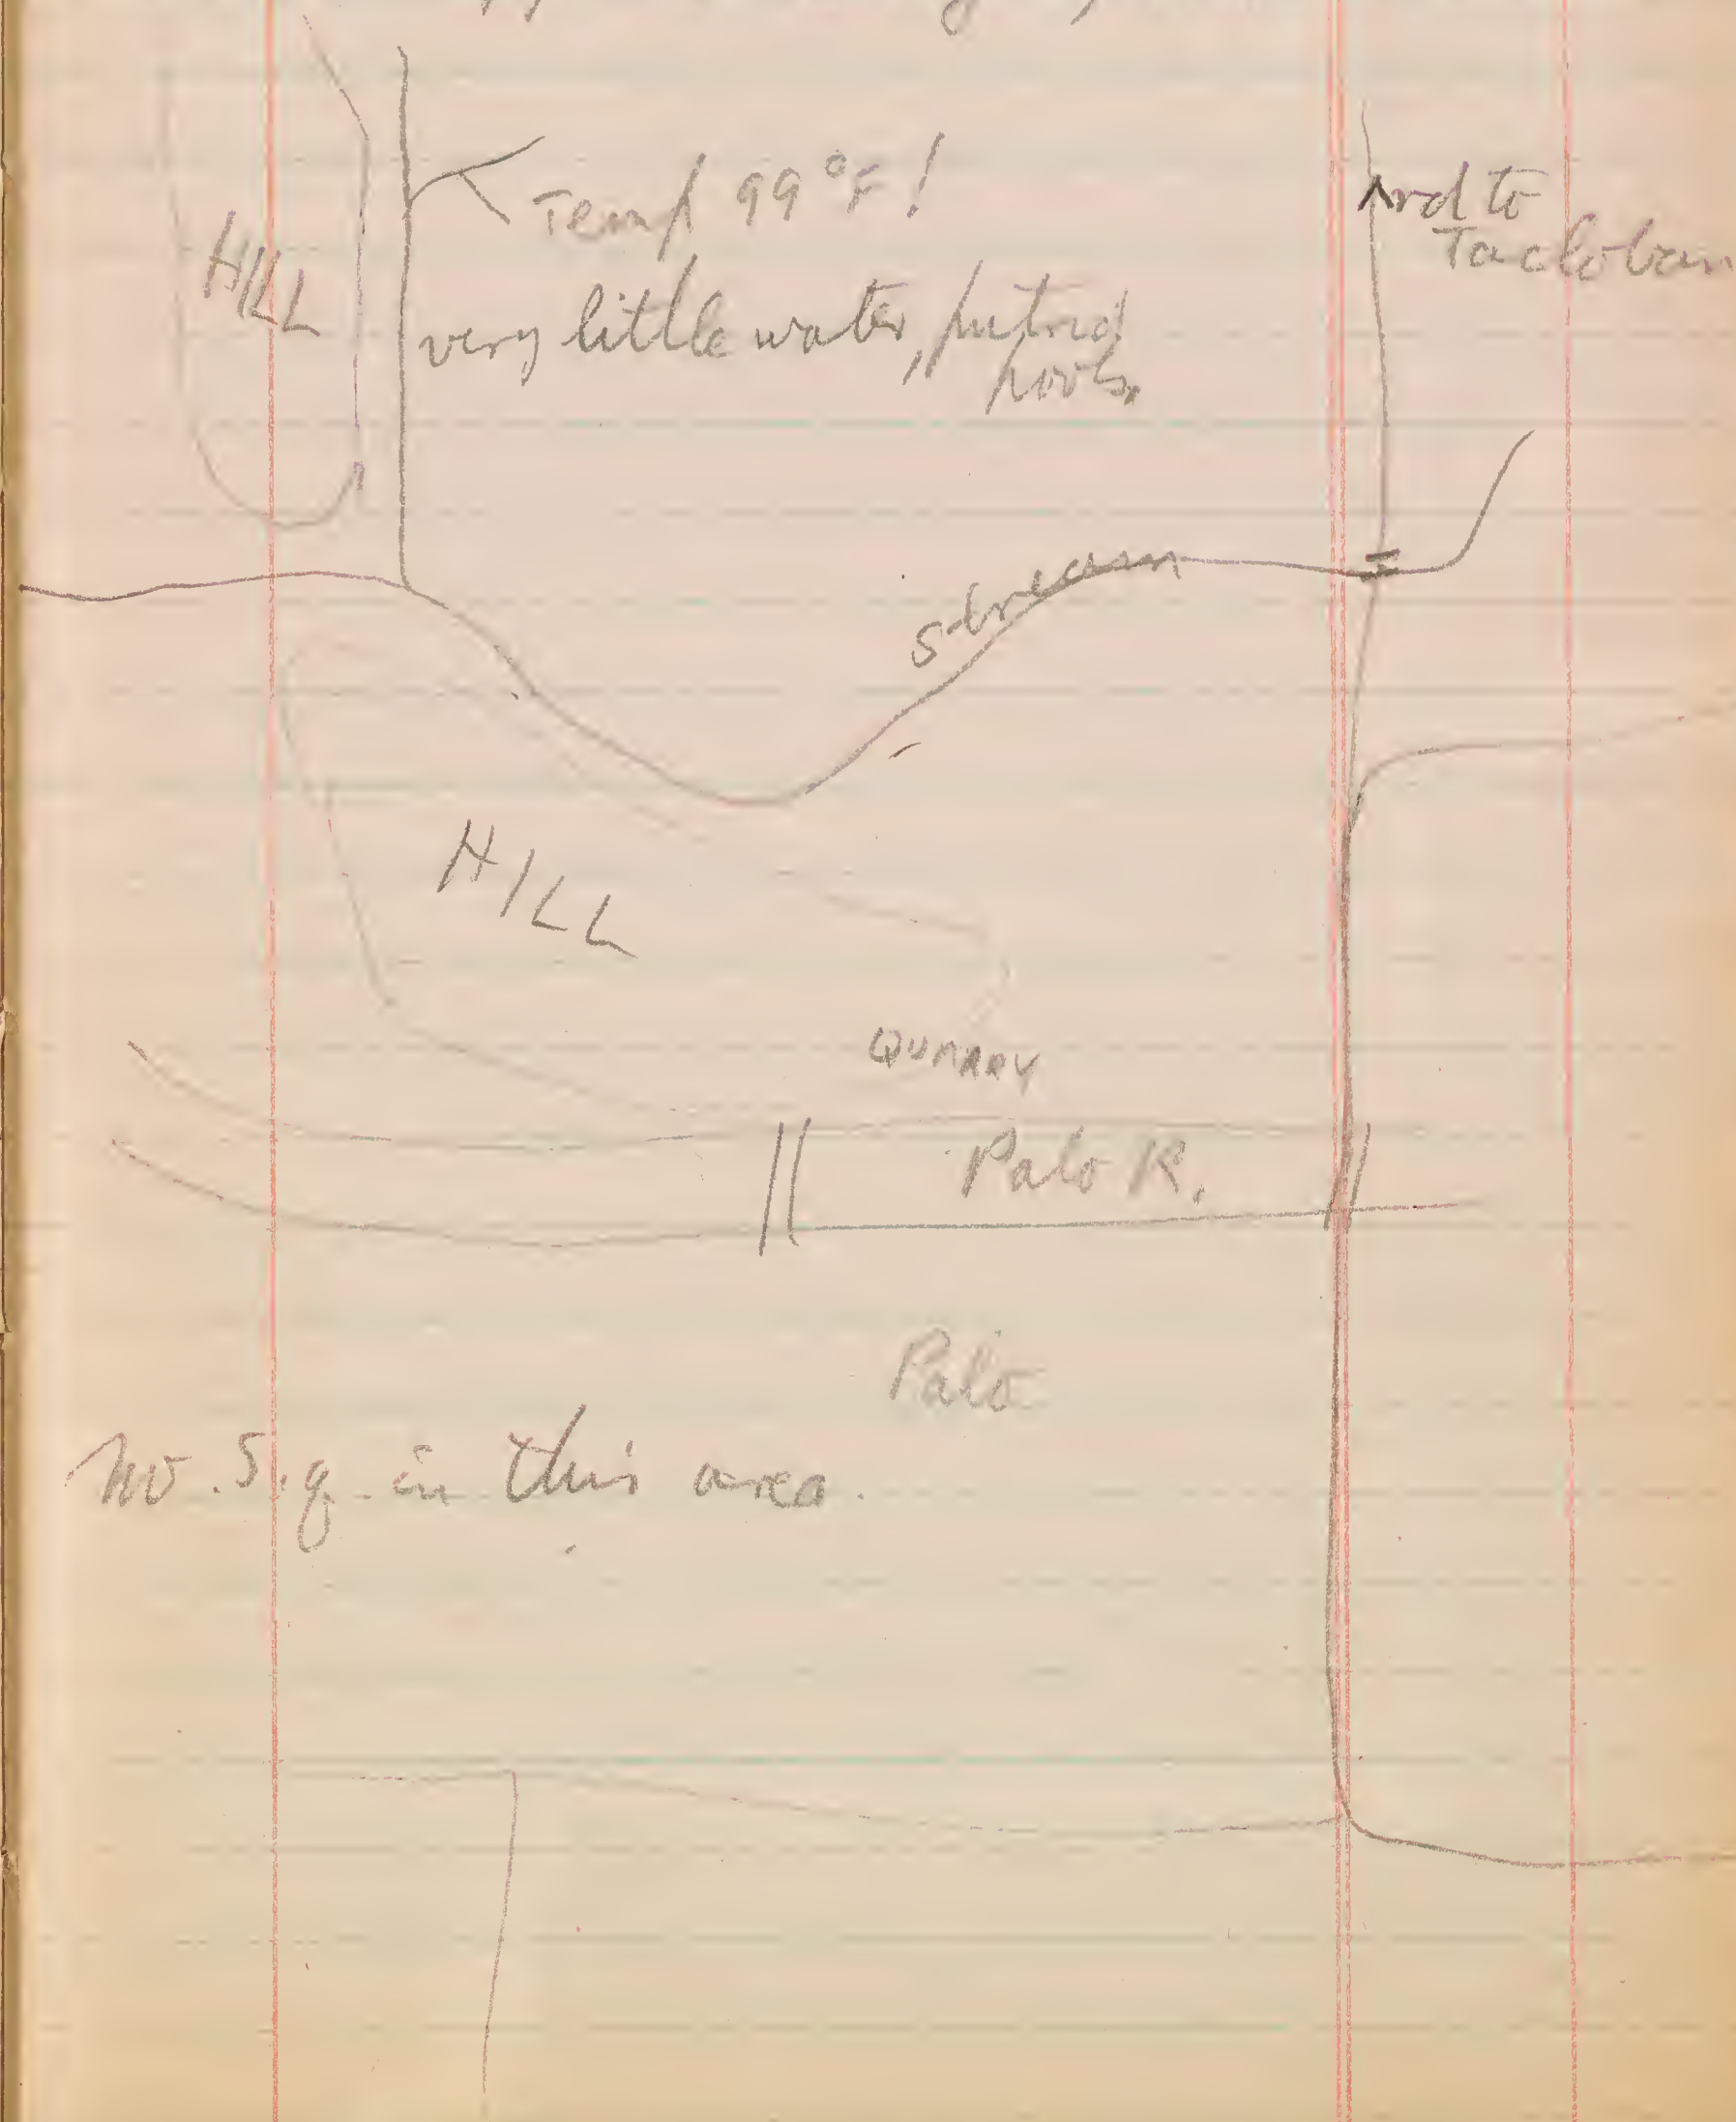 Temp 99°F!
rd to
Tacloban
HILL
very little water, putrid
pools.
stream
HILL
QUARRY
Palo R.
Palo
no. S.q. in this area.